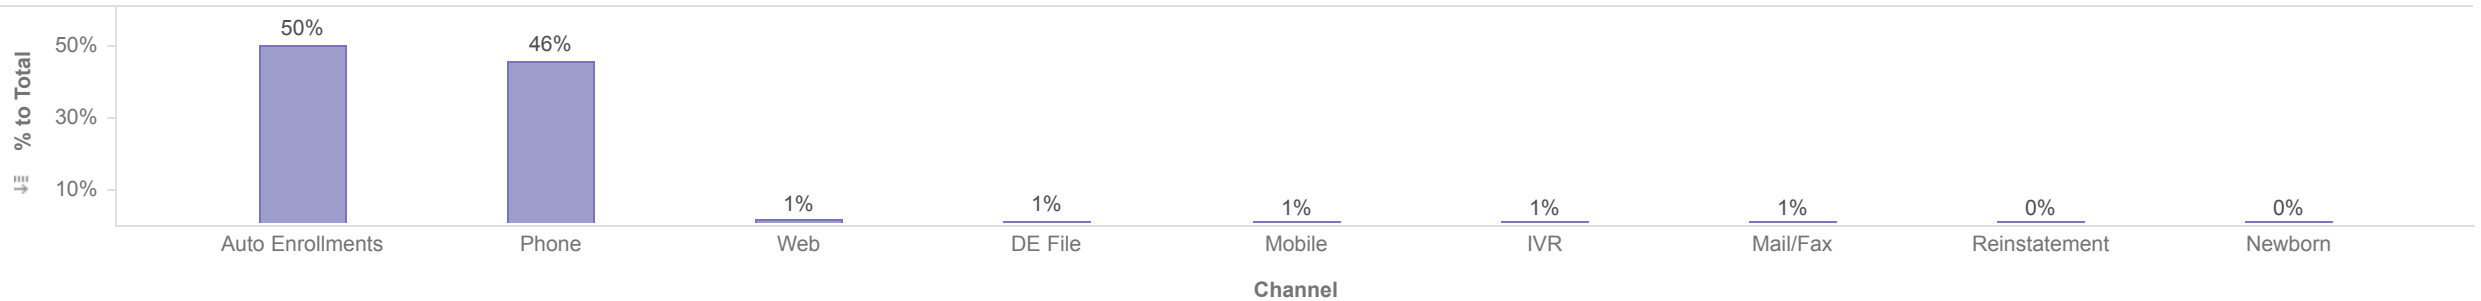 50%
46%
50%
30%
10%
% to Total
1%
1%
1%
1%
1%
0%
0%
Auto Enrollments
Phone
Web
DE File
Mobile
IVR
Mail/Fax
Reinstatement
Newborn
Channel